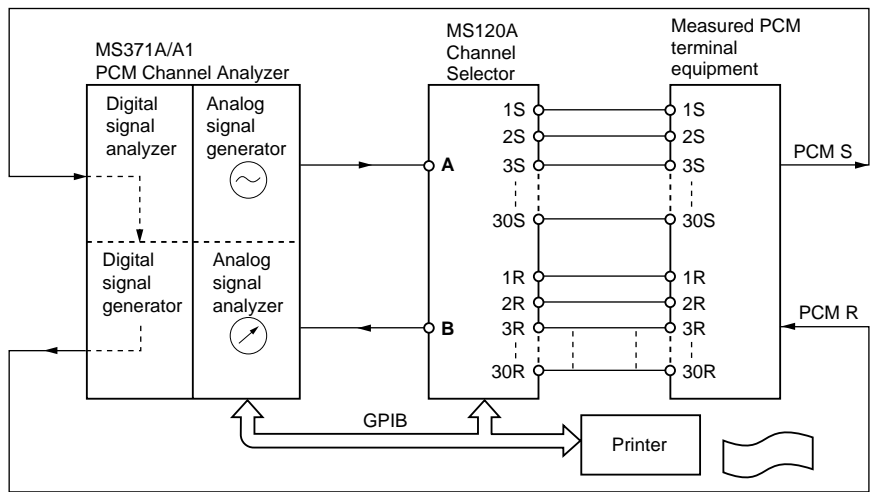 MS371A/A1
PCM Channel Analyzer
MS120A
Channel
Selector
Measured PCM
terminal
equipment
Digital
signal
analyzer
Analog
signal
generator
Digital
signal
generator
Analog
signal
analyzer
A
B
1S
2S
3S
30S
1R
2R
3R
30R
1S
2S
3S
30S
1R
2R
3R
30R
PCM S
PCM R
GPIB
Printer